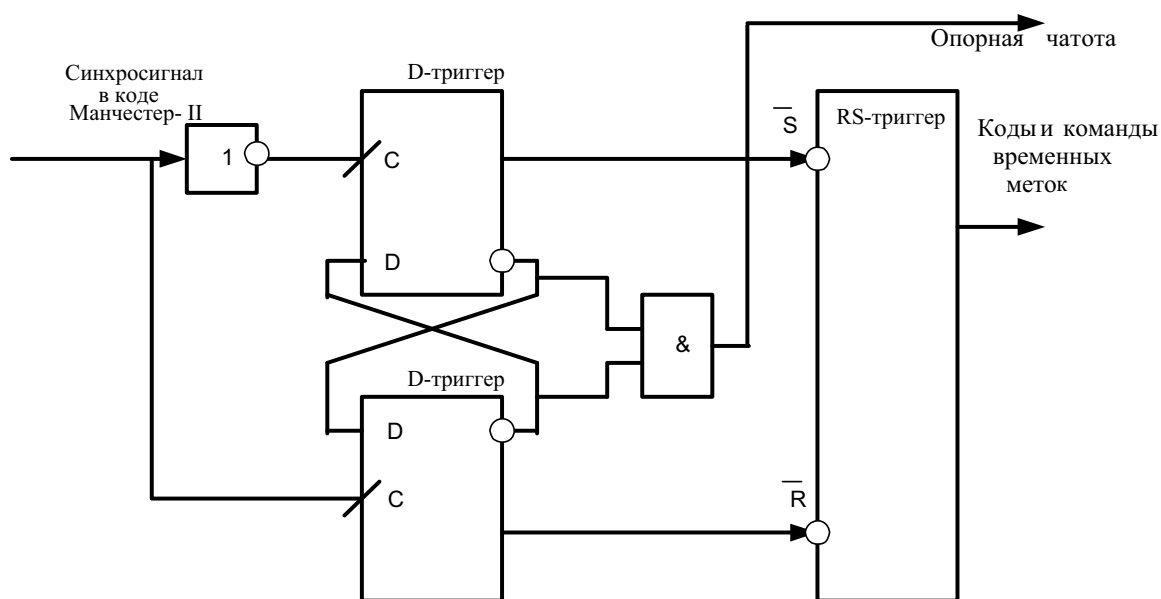 Опорная чатота
Синхросигнал
в коде
Манчестер- II
D-триггер
1
C
D
S
RS-триггер
Коды и команды
временных
меток
&
D-триггер
D
C
R